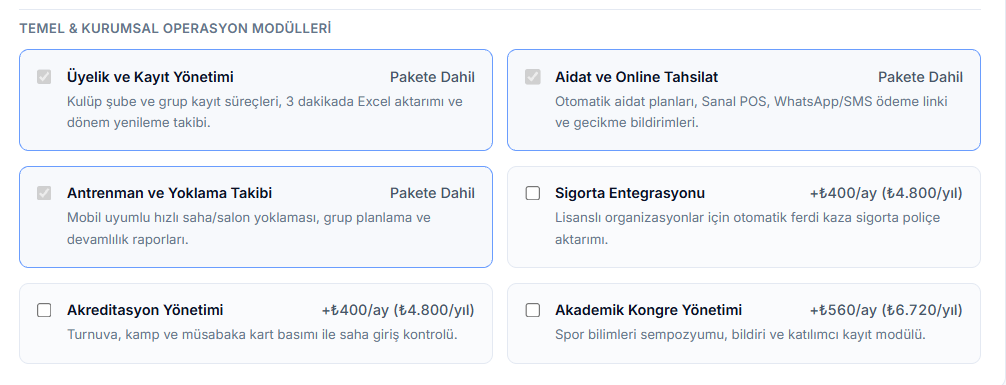 TEMEL & KURUMSAL OPERASYON MODÜLLERİ
Üyelik ve Kayıt Yönetimi Pakete Dahil
Kulüp şube ve grup kayıt süreçleri, 3 dakikada Excel aktarımı ve
dönem yenileme takibi.
Aidat ve Online Tahsilat Pakete Dahil
Otomatik aidat planları, Sanal POS, WhatsApp/SMS ödeme linki
ve gecikme bildirimleri.
Antrenman ve Yoklama Takibi Pakete Dahil
Mobil uyumlu hızlı saha/salon yoklaması, grup planlama ve
devamlılık raporları.
Sigorta Entegrasyonu +₺400/ay (₺4.800/yıl)
Lisanslı organizasyonlar için otomatik ferdi kaza sigorta poliçe
aktarımı.
Akreditasyon Yönetimi +₺400/ay (₺4.800/yıl)
Turnuva, kamp ve müsabaka kart basımı ile saha giriş kontrolü.
Akademik Kongre Yönetimi +₺560/ay (₺6.720/yıl)
Spor bilimleri sempozyumu, bildiri ve katılımcı kayıt modülü.